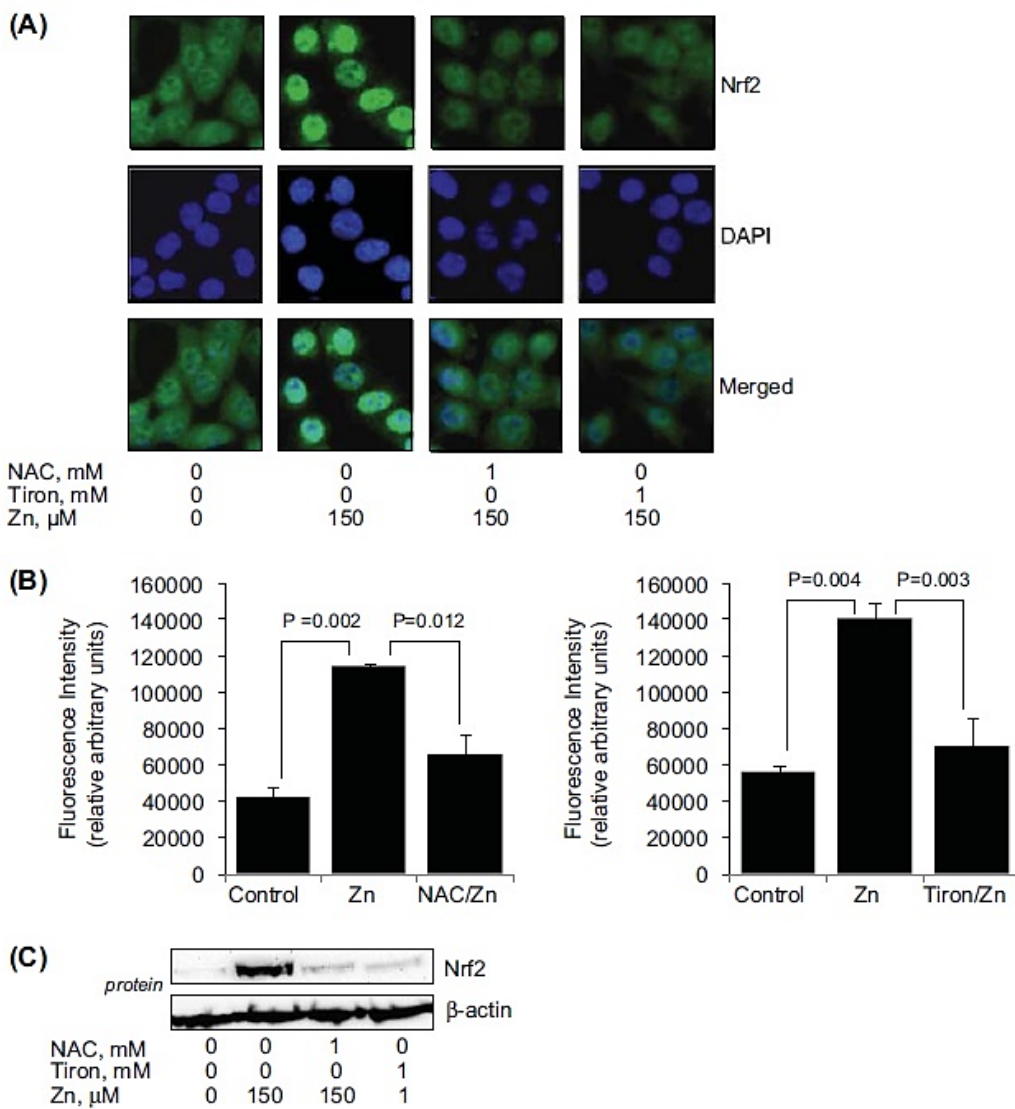 (A)
Nrf2
DAPI
Merged
NAC, mM 0 0 1 0
Tiron, mM 0 0 0 1
Zn, µM 0 150 150 150
(B)
Fluorescence Intensity
(relative arbitrary units)
160000
140000
120000
100000
80000
60000
40000
20000
0
P =0.002 P=0.012
Control Zn NAC/Zn
Fluorescence Intensity
(relative arbitrary units)
160000
140000
120000
100000
80000
60000
40000
20000
0
P=0.004 P=0.003
Control Zn Tiron/Zn
(C)
protein
Nrf2
β-actin
NAC, mM 0 0 1 0
Tiron, mM 0 0 0 1
Zn, µM 0 150 150 1